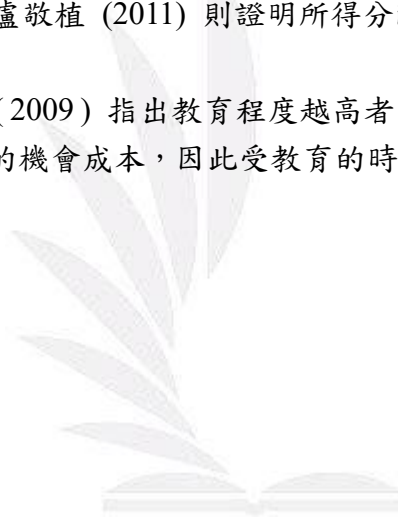 盧敬植 (2011) 則證明所得分
(2009) 指出教育程度越高者
的機會成本，因此受教育的時